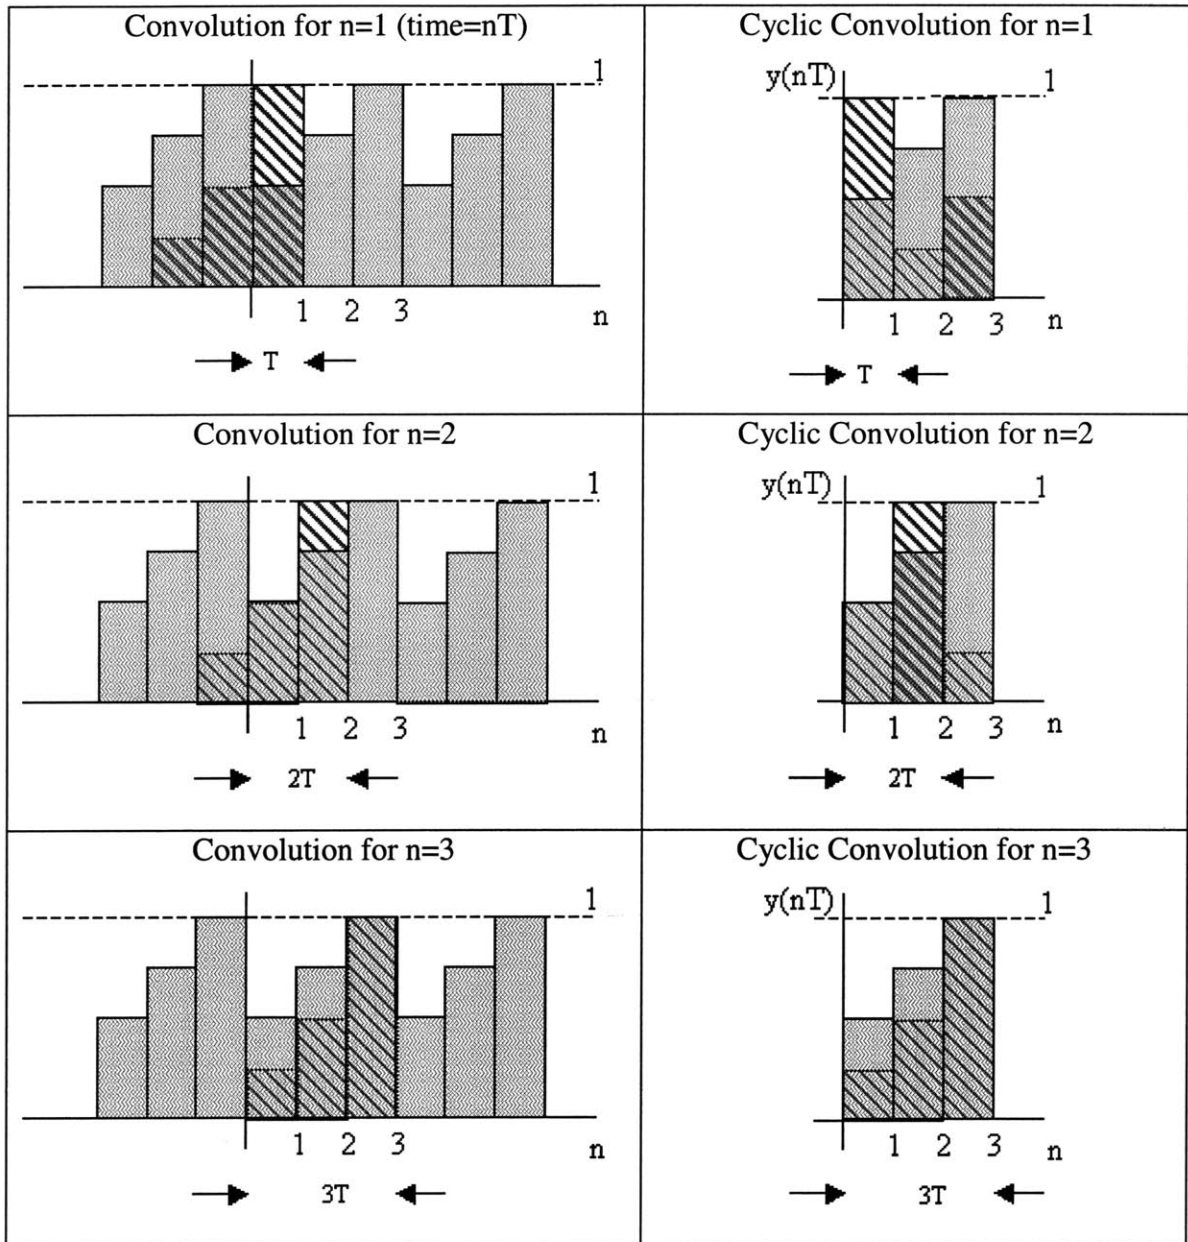 Convolution for n=1 (time=nT)
1
1 2 3 n
T
Cyclic Convolution for n=1
y(nT) 1
1 2 3 n
T
Convolution for n=2
1
1 2 3 n
2T
Cyclic Convolution for n=2
y(nT) 1
1 2 3 n
2T
Convolution for n=3
1
1 2 3 n
3T
Cyclic Convolution for n=3
y(nT) 1
1 2 3 n
3T